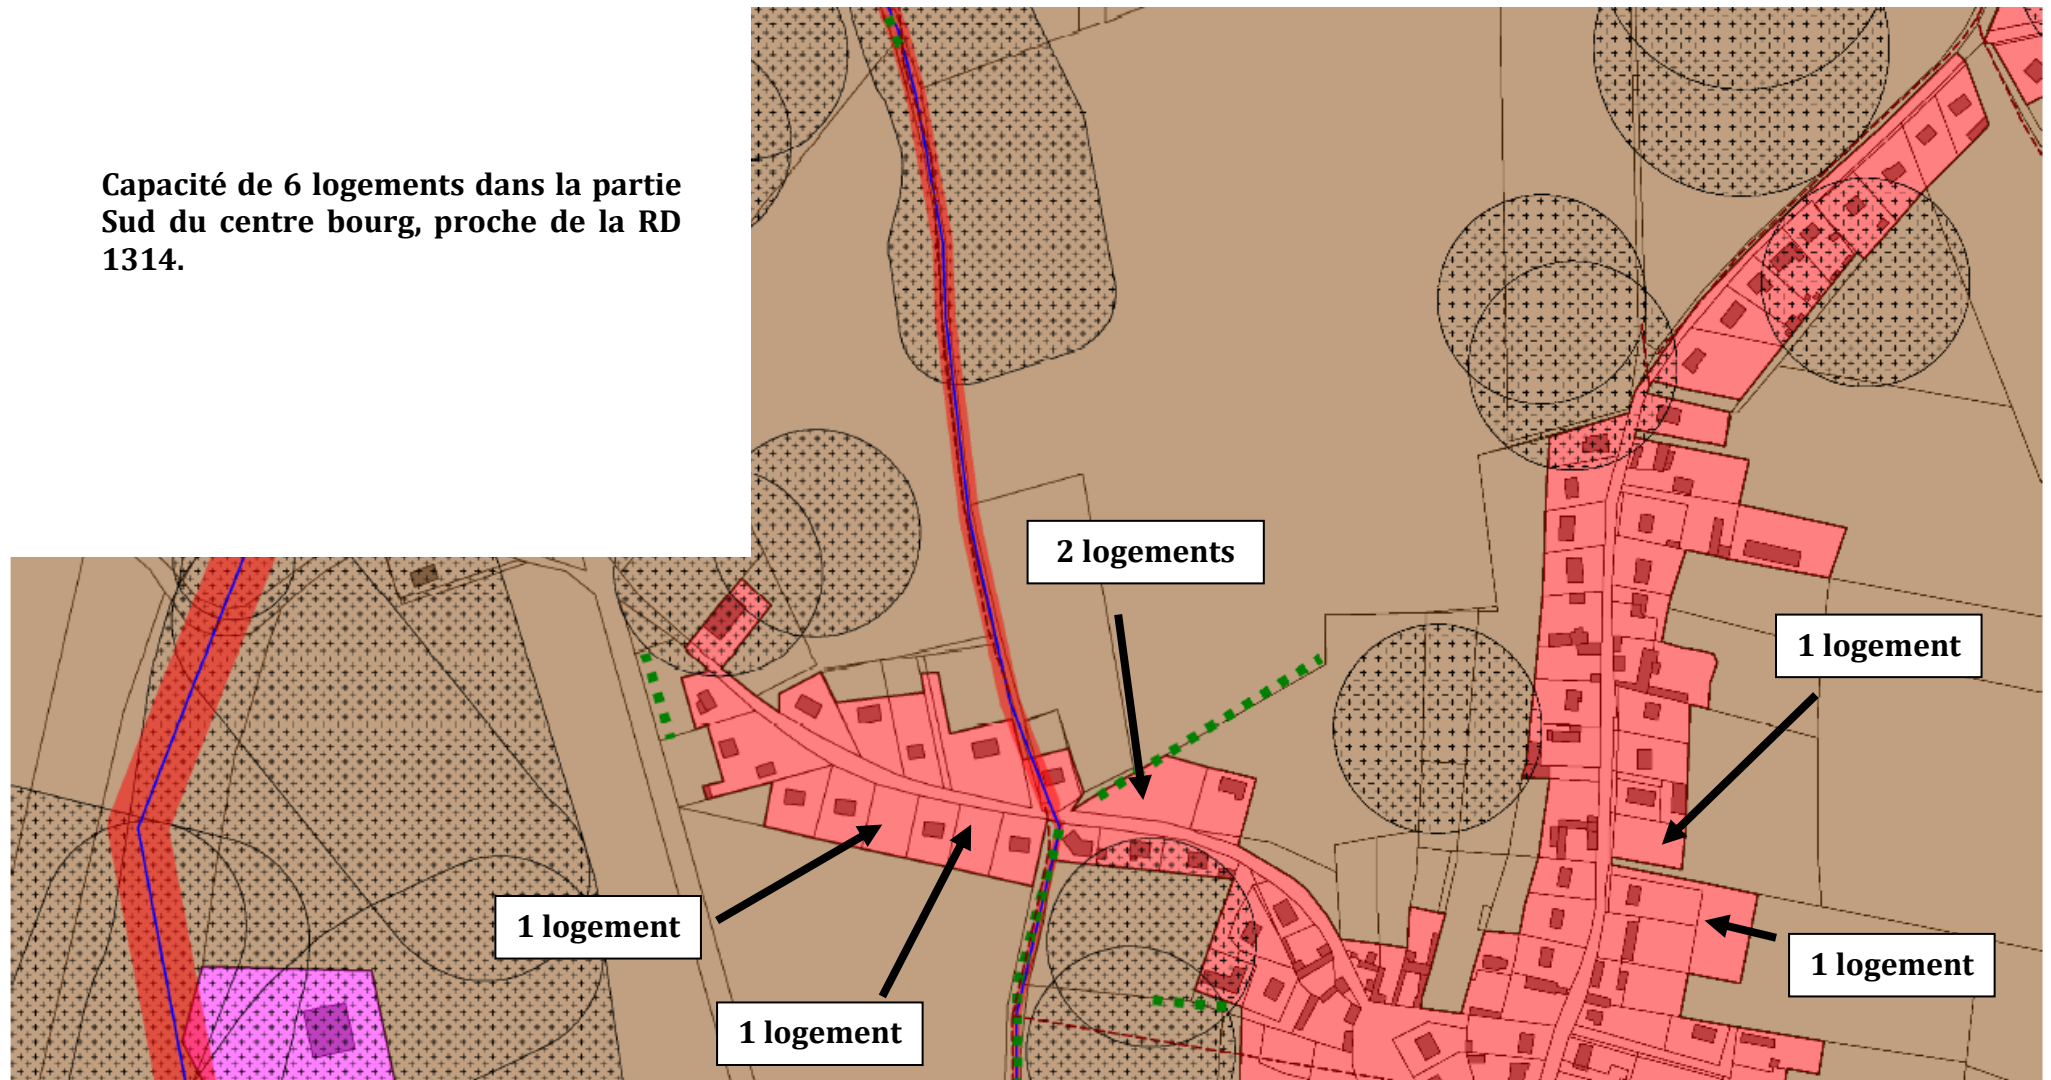 Capacité de 6 logements dans la partie
Sud du centre bourg, proche de la RD
1314.
2 logements
1 logement
1 logement
1 logement
1 logement